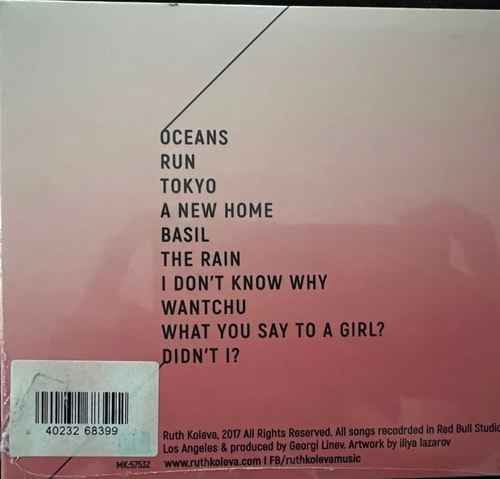 OCEANS
RUN
TOKYO
A NEW HOME
BASIL
THE RAIN
I DON'T KNOW WHY
WANTCHU
WHAT YOU SAY TO A GIRL?
DIDN'T I?
40232 68399
MK:57532
Ruth Koleva, 2017 All Rights Reserved. All songs recodrded in Red Bull Studio
Los Angeles & produced by Georgi Linev. Artwork by iliya lazarov
www.ruthkoleva.com I FB/ruthkolevamusic